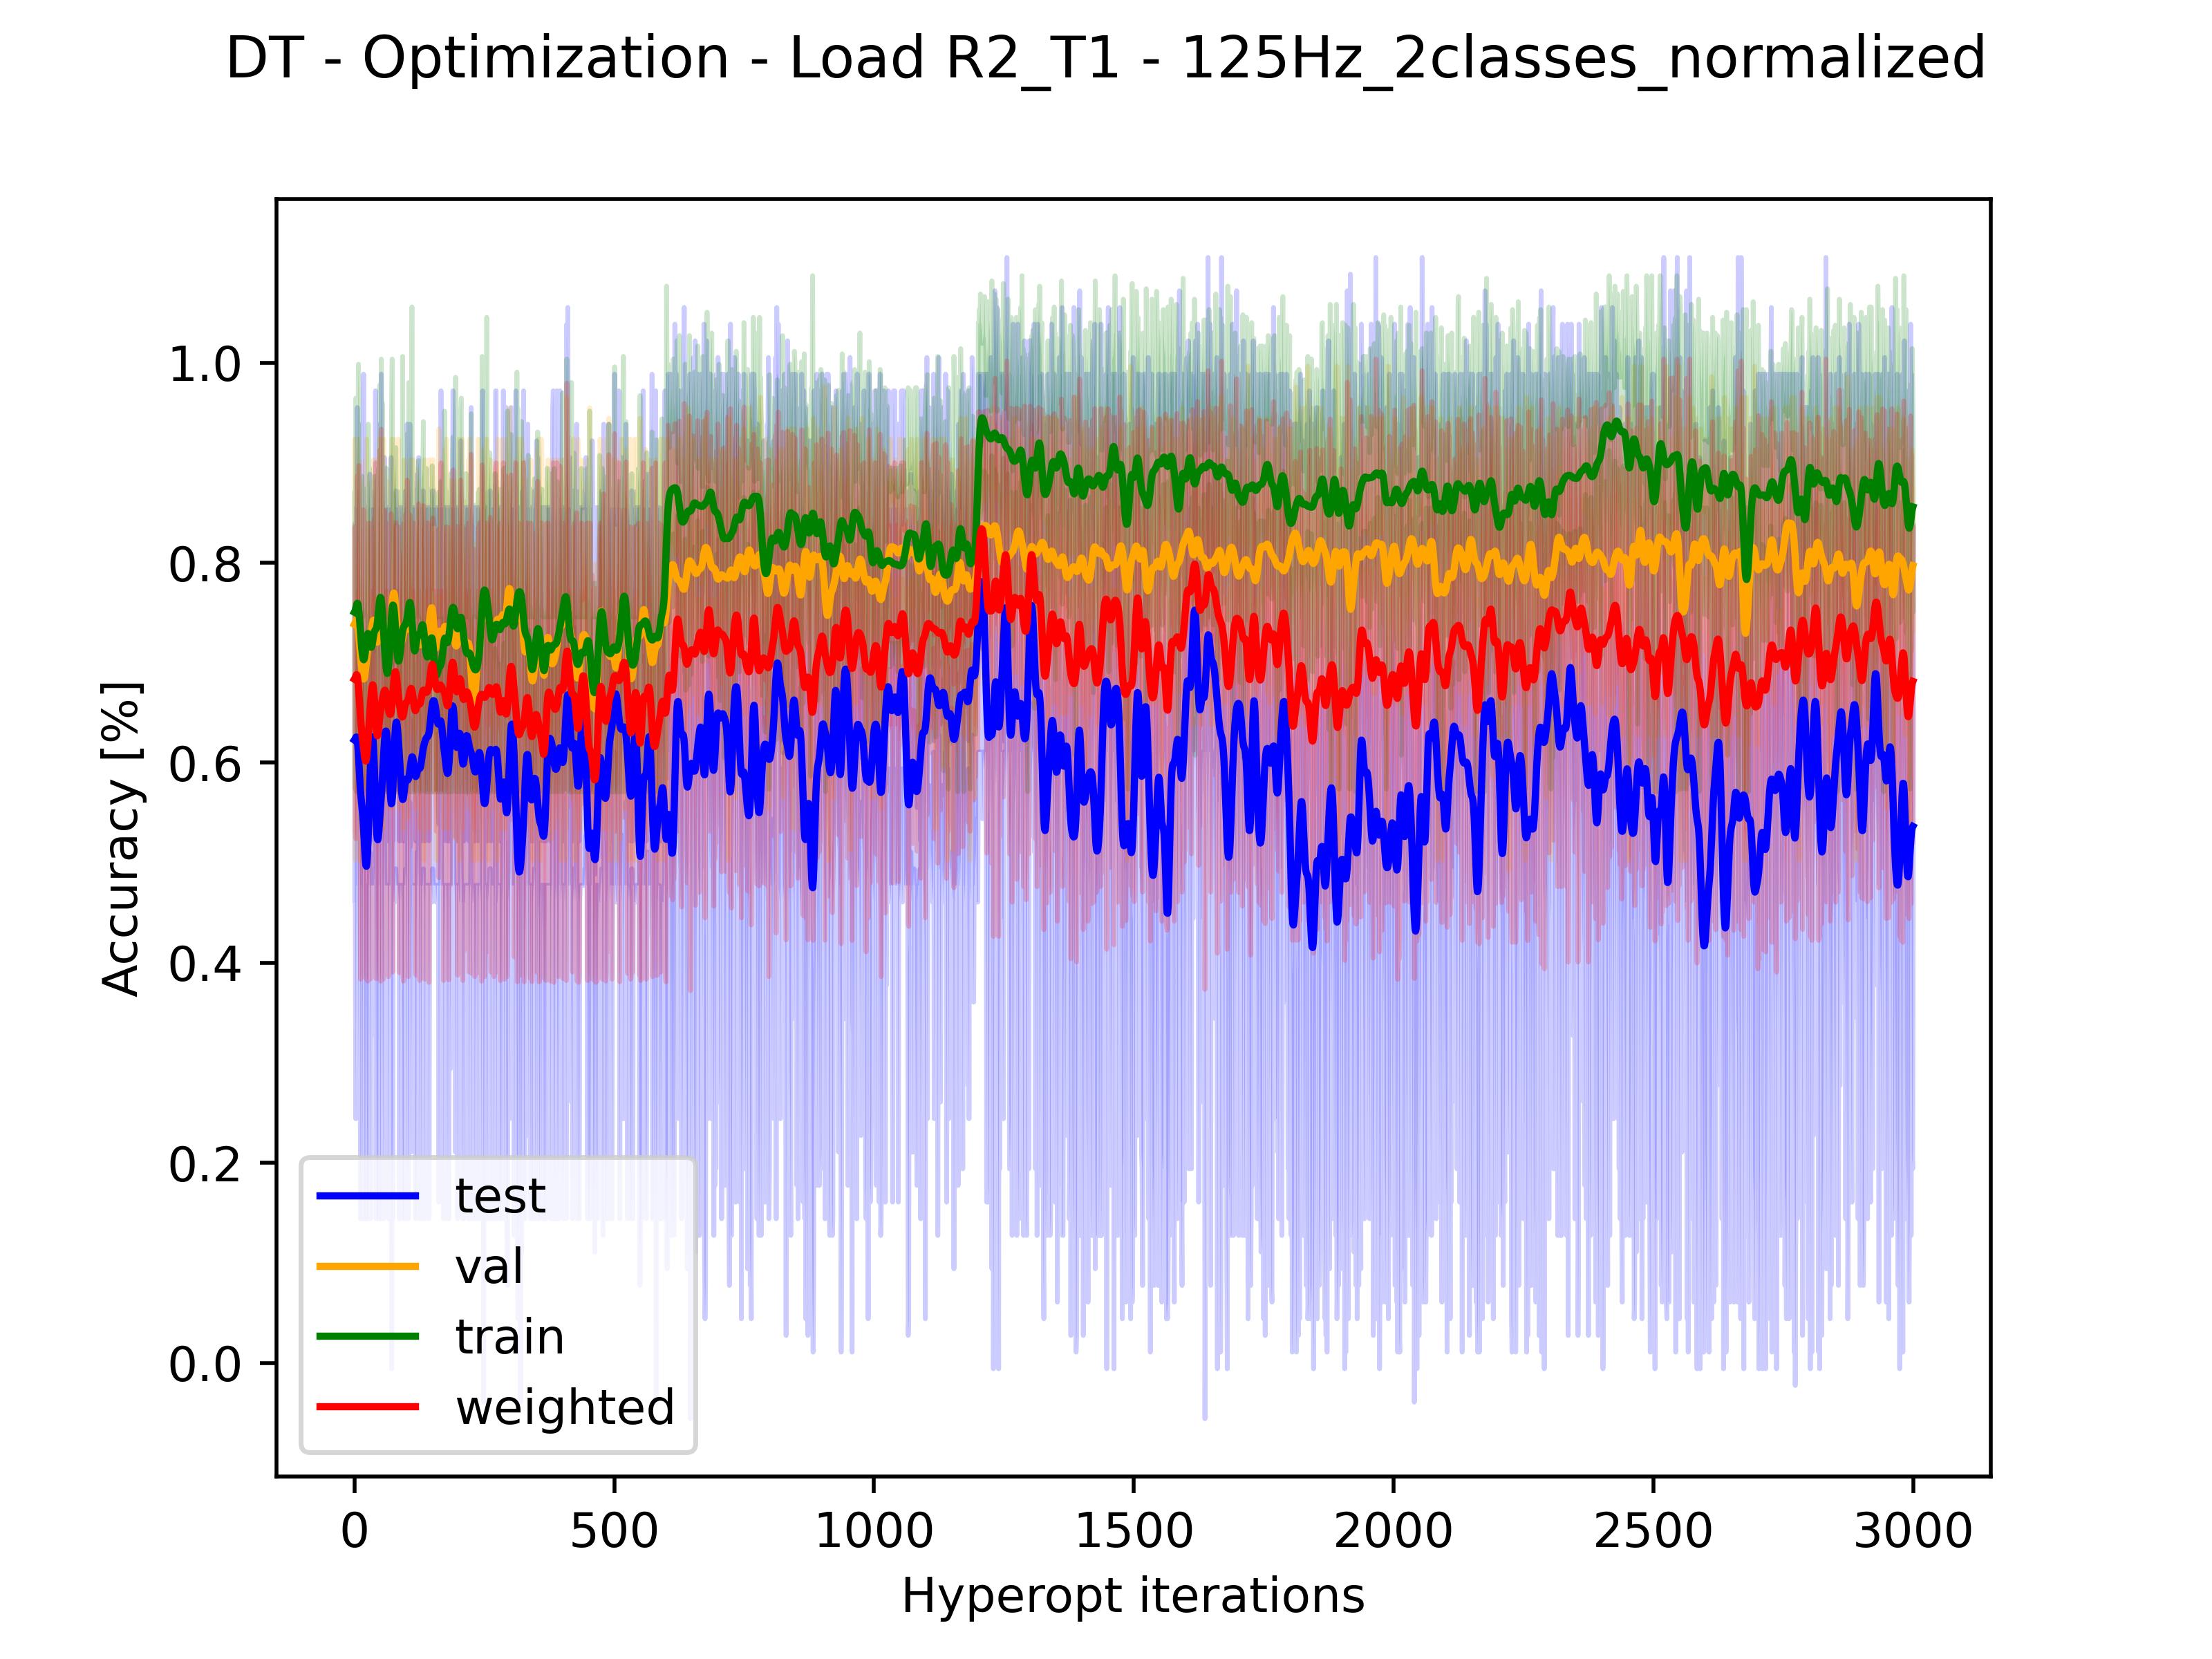 DT - Optimization - Load R2_T1 - 125Hz_2classes_normalized
Accuracy [%]
1.0
0.8
0.6
0.4
0.2
0.0
test
val
train
weighted
0 500 1000 1500 2000 2500 3000
Hyperopt iterations